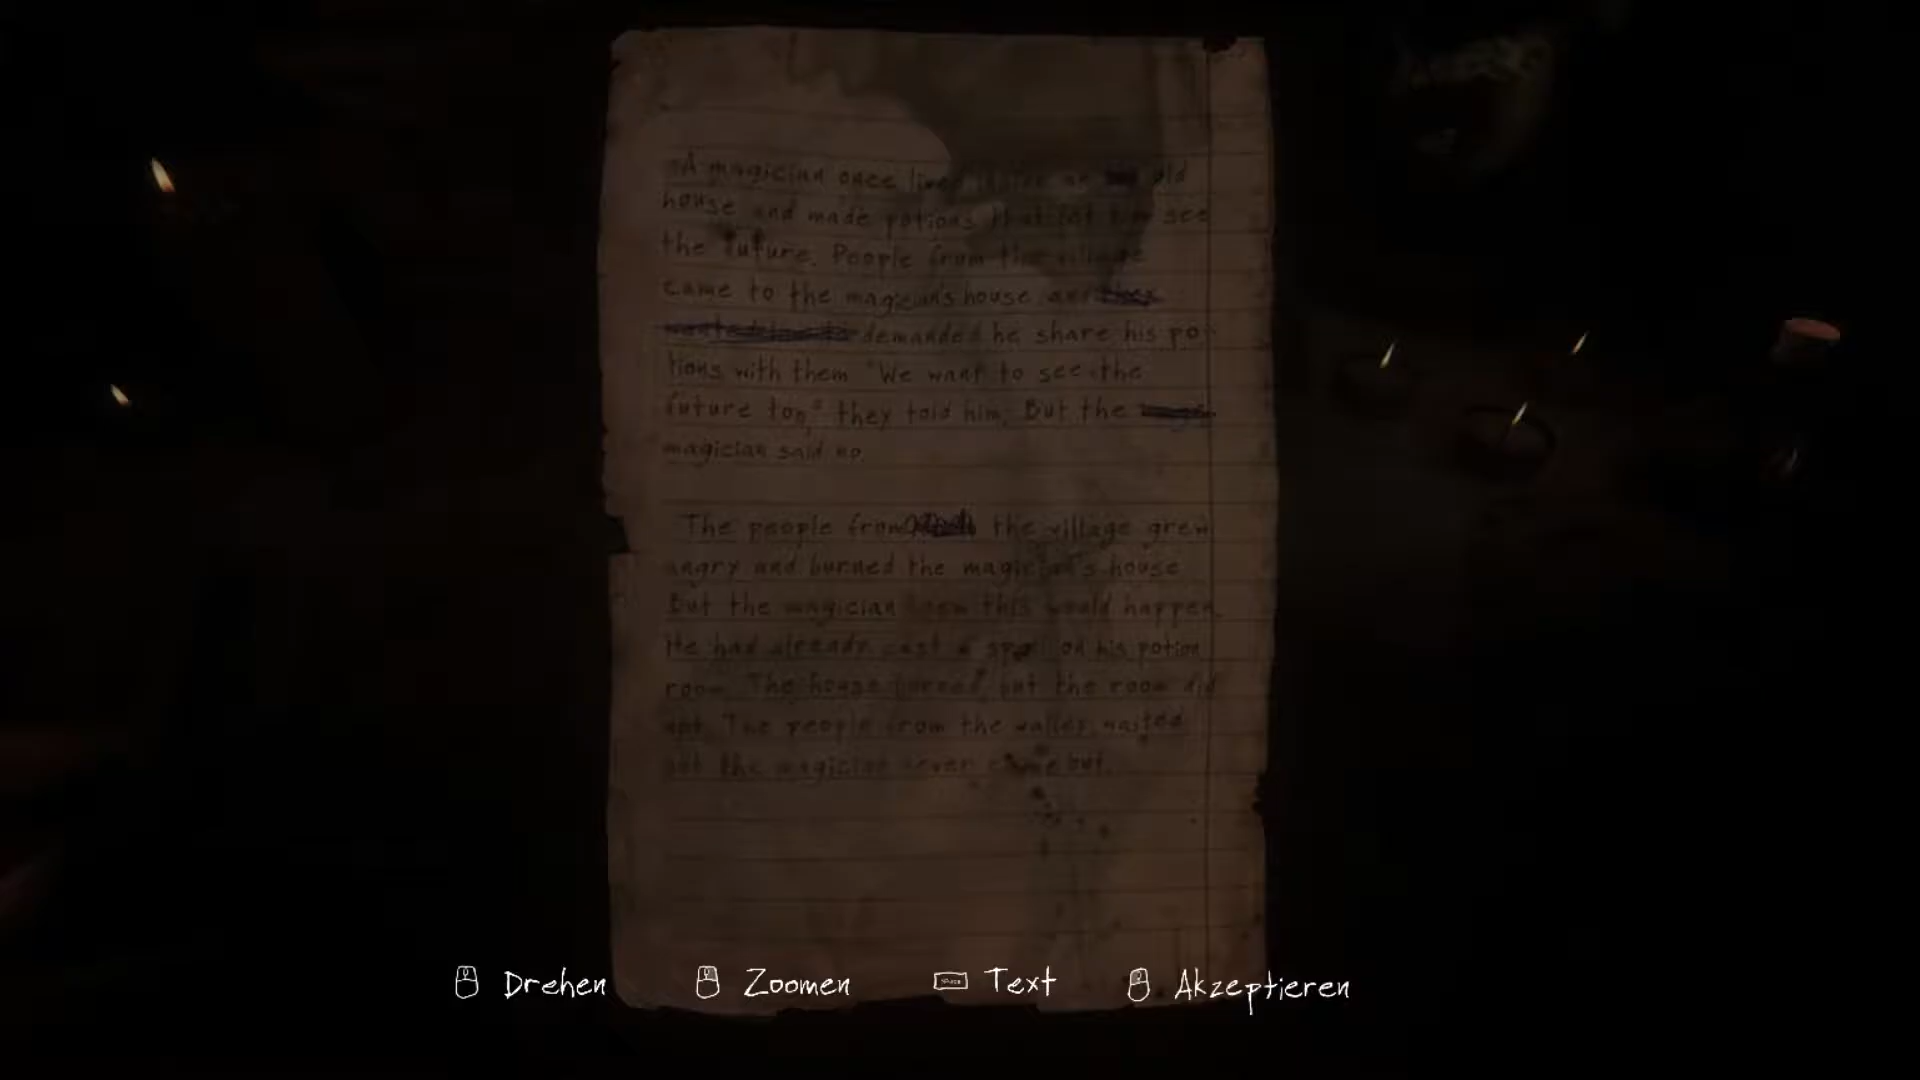 A magician once lived inside an old
house and made potions that let him see
the future. People from the village
came to the magician's house and they
demanded he share his po
tions with them "We want to see the
future too," they told him. But the
magician said no.
The people from the village grew
angry and burned the magician's house
But the magician knew this would happen.
He had already cast a spell on his potion
room. The house burned, but the room did
not. The people from the valley waited
but the magician never came out.
Drehen
Zoomen
Text
Akzeptieren